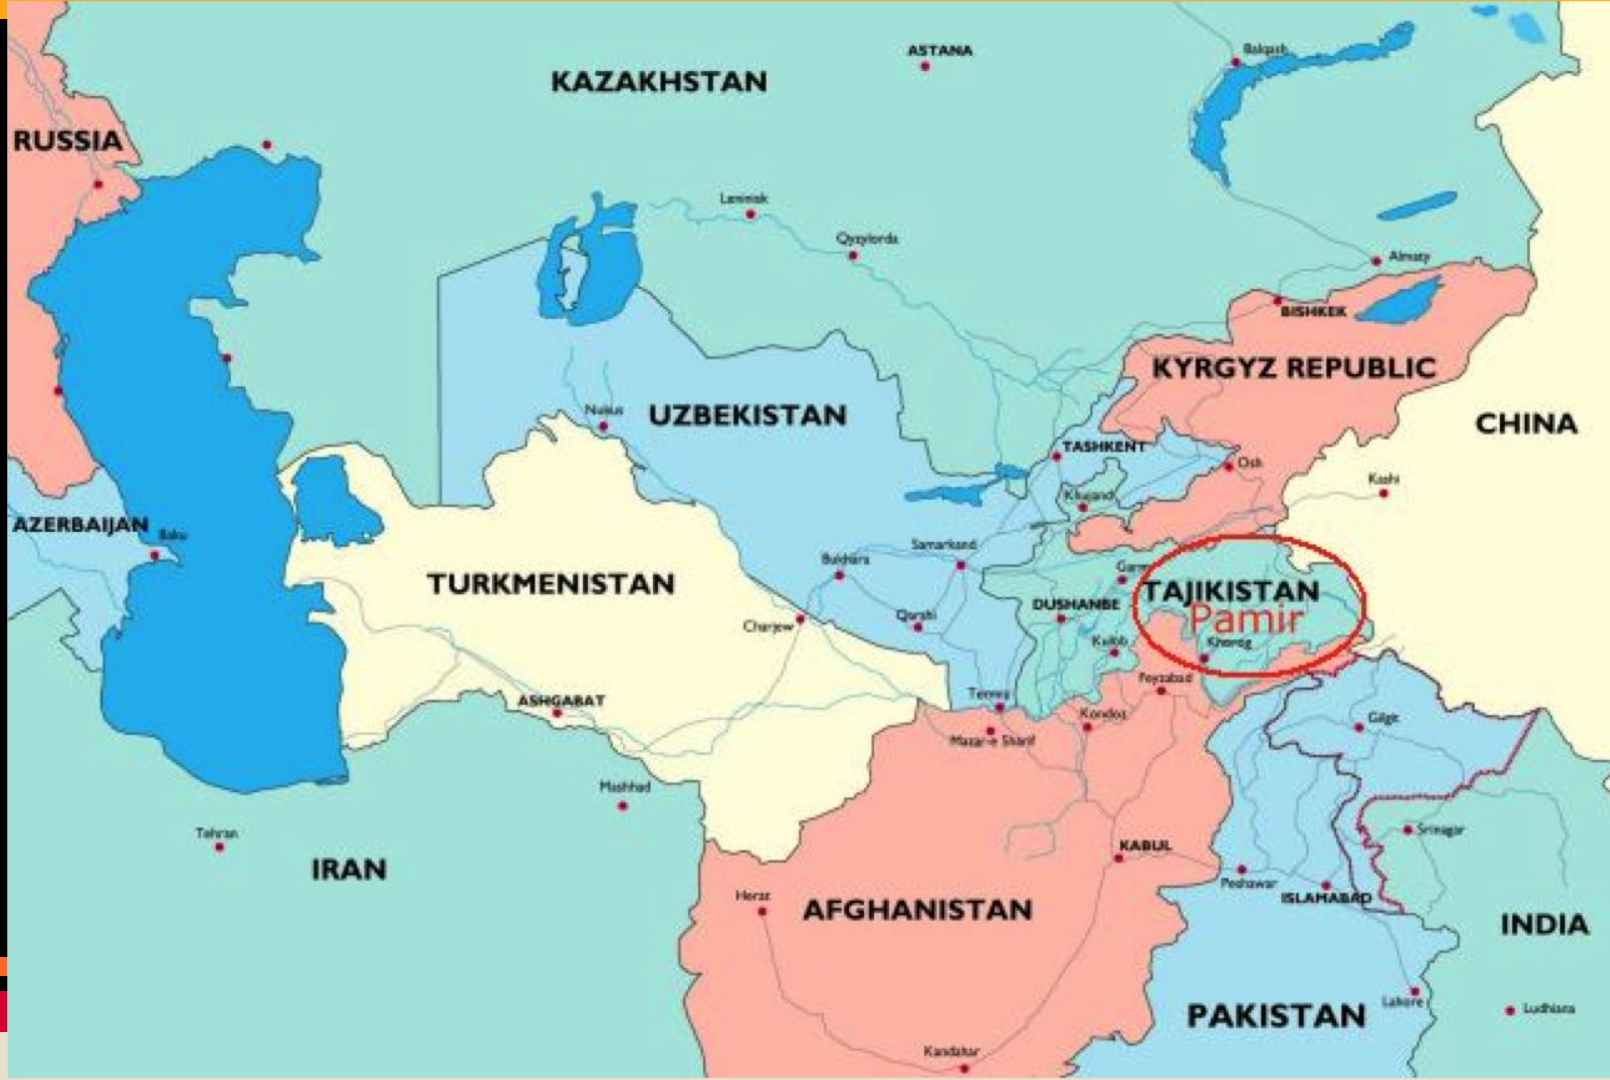 ASTANA
Balqash
KAZAKHSTAN
RUSSIA
Leninsk
Qyzylorda
Almaty
BISHKEK
KYRGYZ REPUBLIC
Nukus
UZBEKISTAN
CHINA
TASHKENT
Osh
Kashi
Khujand
AZERBAIJAN
Baku
Samarkand
Bukhara
Garm
TURKMENISTAN
TAJIKISTAN
DUSHANBE
Pamir
Qarshi
Charjew
Kulob
Khorog
Feyzabad
ASHGABAT
Termiz
Kondoz
Gilgit
Mazar-e Sharif
Mashhad
Tehran
Srinagar
KABUL
IRAN
Peshawar
ISLAMABAD
Herat
AFGHANISTAN
INDIA
Lahore
Ludhiana
PAKISTAN
Kandahar